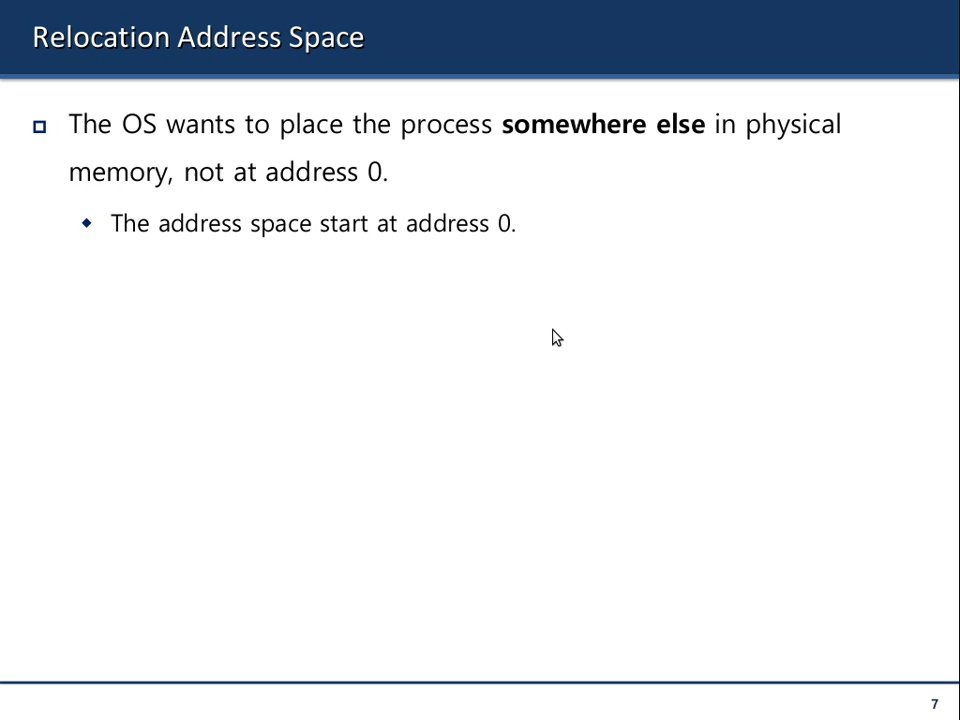 Relocation Address Space
The OS wants to place the process somewhere else in physical
memory, not at address 0.
The address space start at address 0.
7